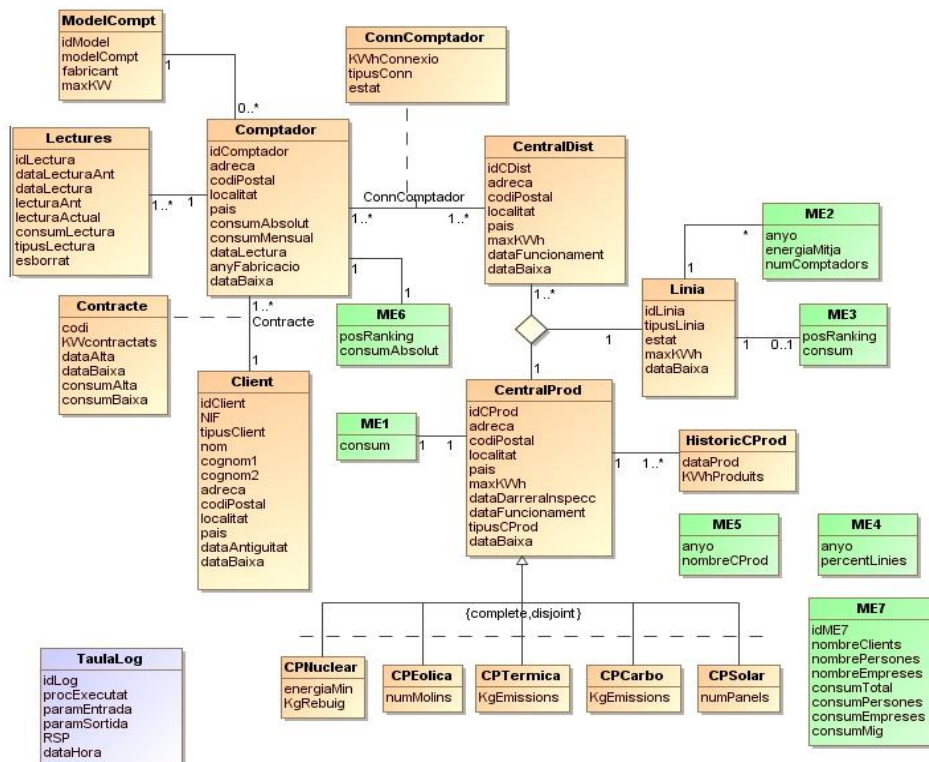 ModelCompt
idModel
modelCompt
fabricant
maxKW
1
0..*
ConnComptador
KWhConnexio
tipusConn
estat
Lectures
idLectura
dataLecturaAnt
dataLectura
lecturaAnt
lecturaActual
consumLectura
tipusLectura
esborrat
1..*
1
Comptador
idComptador
adreca
codiPostal
localitat
pais
consumAbsolut
consumMensual
dataLectura
anyFabricacio
dataBaixa
ConnComptador
1..*
1..*
CentralDist
idCDist
adreca
codiPostal
localitat
pais
maxKWh
dataFuncionament
dataBaixa
ME2
anyo
energiaMitja
numComptadors
*
1
Linia
idLinia
tipusLinia
estat
maxKWh
dataBaixa
ME3
posRanking
consum
1
0..1
1..*
1
1
1
1
ME6
posRanking
consumAbsolut
Contracte
codi
KWcontractats
dataAlta
dataBaixa
consumAlta
consumBaixa
1..*
Contracte
1
Client
idClient
NIF
tipusClient
nom
cognom1
cognom2
adreca
codiPostal
localitat
pais
dataAntiguitat
dataBaixa
ME1
consum
1
1
CentralProd
idCProd
adreca
codiPostal
localitat
pais
maxKWh
dataDarreraInspecc
dataFuncionament
tipusCProd
dataBaixa
1
1..*
HistoricCProd
dataProd
KWhProduits
ME5
anyo
nombreCProd
ME4
anyo
percentLinies
{complete,disjoint}
CPNuclear
energiaMin
KgRebuig
CPEolica
numMolins
CPTermica
KgEmissions
CPCarbo
KgEmissions
CPSolar
numPanels
ME7
idME7
nombreClients
nombrePersones
nombreEmpreses
consumTotal
consumPersones
consumEmpreses
consumMig
TaulaLog
idLog
procExecutat
paramEntrada
paramSortida
RSP
dataHora